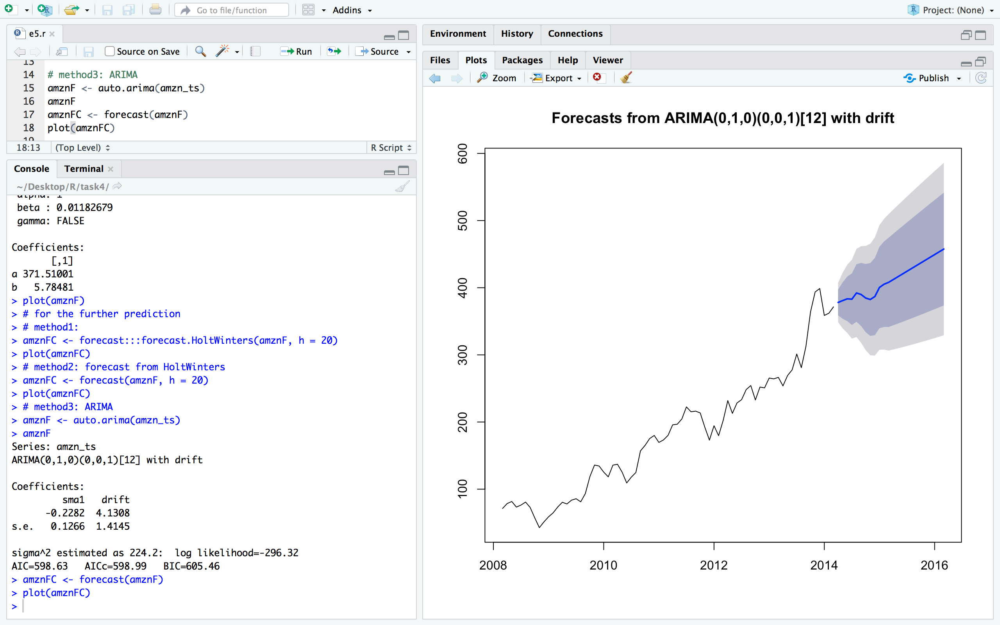 Go to file/function
Addins
Project: (None)
e5.r
Source on Save
Run
Source
13
14 # method3: ARIMA
15 amznF <- auto.arima(amzn_ts)
16 amznF
17 amznFC <- forecast(amznF)
18 plot(amznFC)
19
18:13 (Top Level) R Script
Console Terminal
~/Desktop/R/task4/
alpha: 1
beta : 0.01182679
gamma: FALSE
Coefficients:
[,1]
a 371.51001
b 5.78481
> plot(amznF)
> # for the further prediction
> # method1:
> amznFC <- forecast:::forecast.HoltWinters(amznF, h = 20)
> plot(amznFC)
> # method2: forecast from HoltWinters
> amznFC <- forecast(amznF, h = 20)
> plot(amznFC)
> # method3: ARIMA
> amznF <- auto.arima(amzn_ts)
> amznF
Series: amzn_ts
ARIMA(0,1,0)(0,0,1)[12] with drift
Coefficients:
sma1 drift
-0.2282 4.1308
s.e. 0.1266 1.4145
sigma^2 estimated as 224.2: log likelihood=-296.32
AIC=598.63 AICc=598.99 BIC=605.46
> amznFC <- forecast(amznF)
> plot(amznFC)
>
Environment History Connections
Files Plots Packages Help Viewer
Zoom Export Publish
Forecasts from ARIMA(0,1,0)(0,0,1)[12] with drift
600
500
400
300
200
100
2008 2010 2012 2014 2016